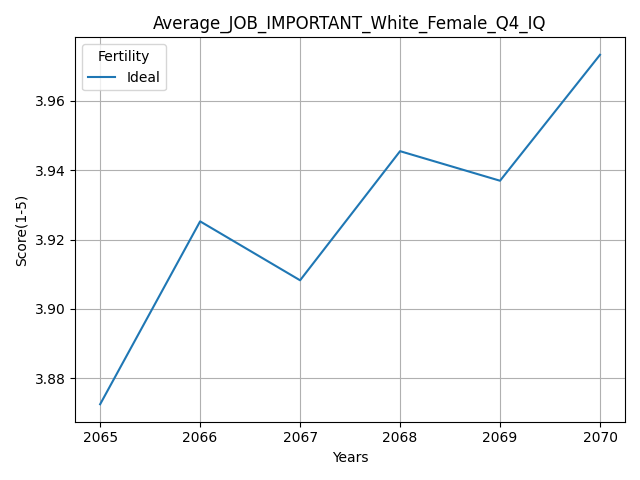 Average_JOB_IMPORTANT_White_Female_Q4_IQ
Fertility
Ideal
Score(1-5)
3.96
3.94
3.92
3.90
3.88
2065 2066 2067 2068 2069 2070
Years